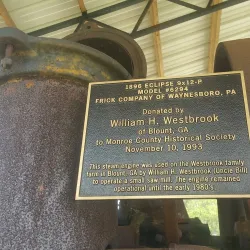 1898 ECLIPSE 9x12-P
MODEL #6294
FRICK COMPANY OF WAYNESBORO, PA
Donated by
William H. Westbrook
of Blount, GA
to Monroe County Historical Society
November 10, 1993
This steam engine was used on the Westbrook family
farm in Blount, GA by William H. Westbrook (Uncle Bill)
to operate a small saw mill. The engine remained
operational until the early 1980's.